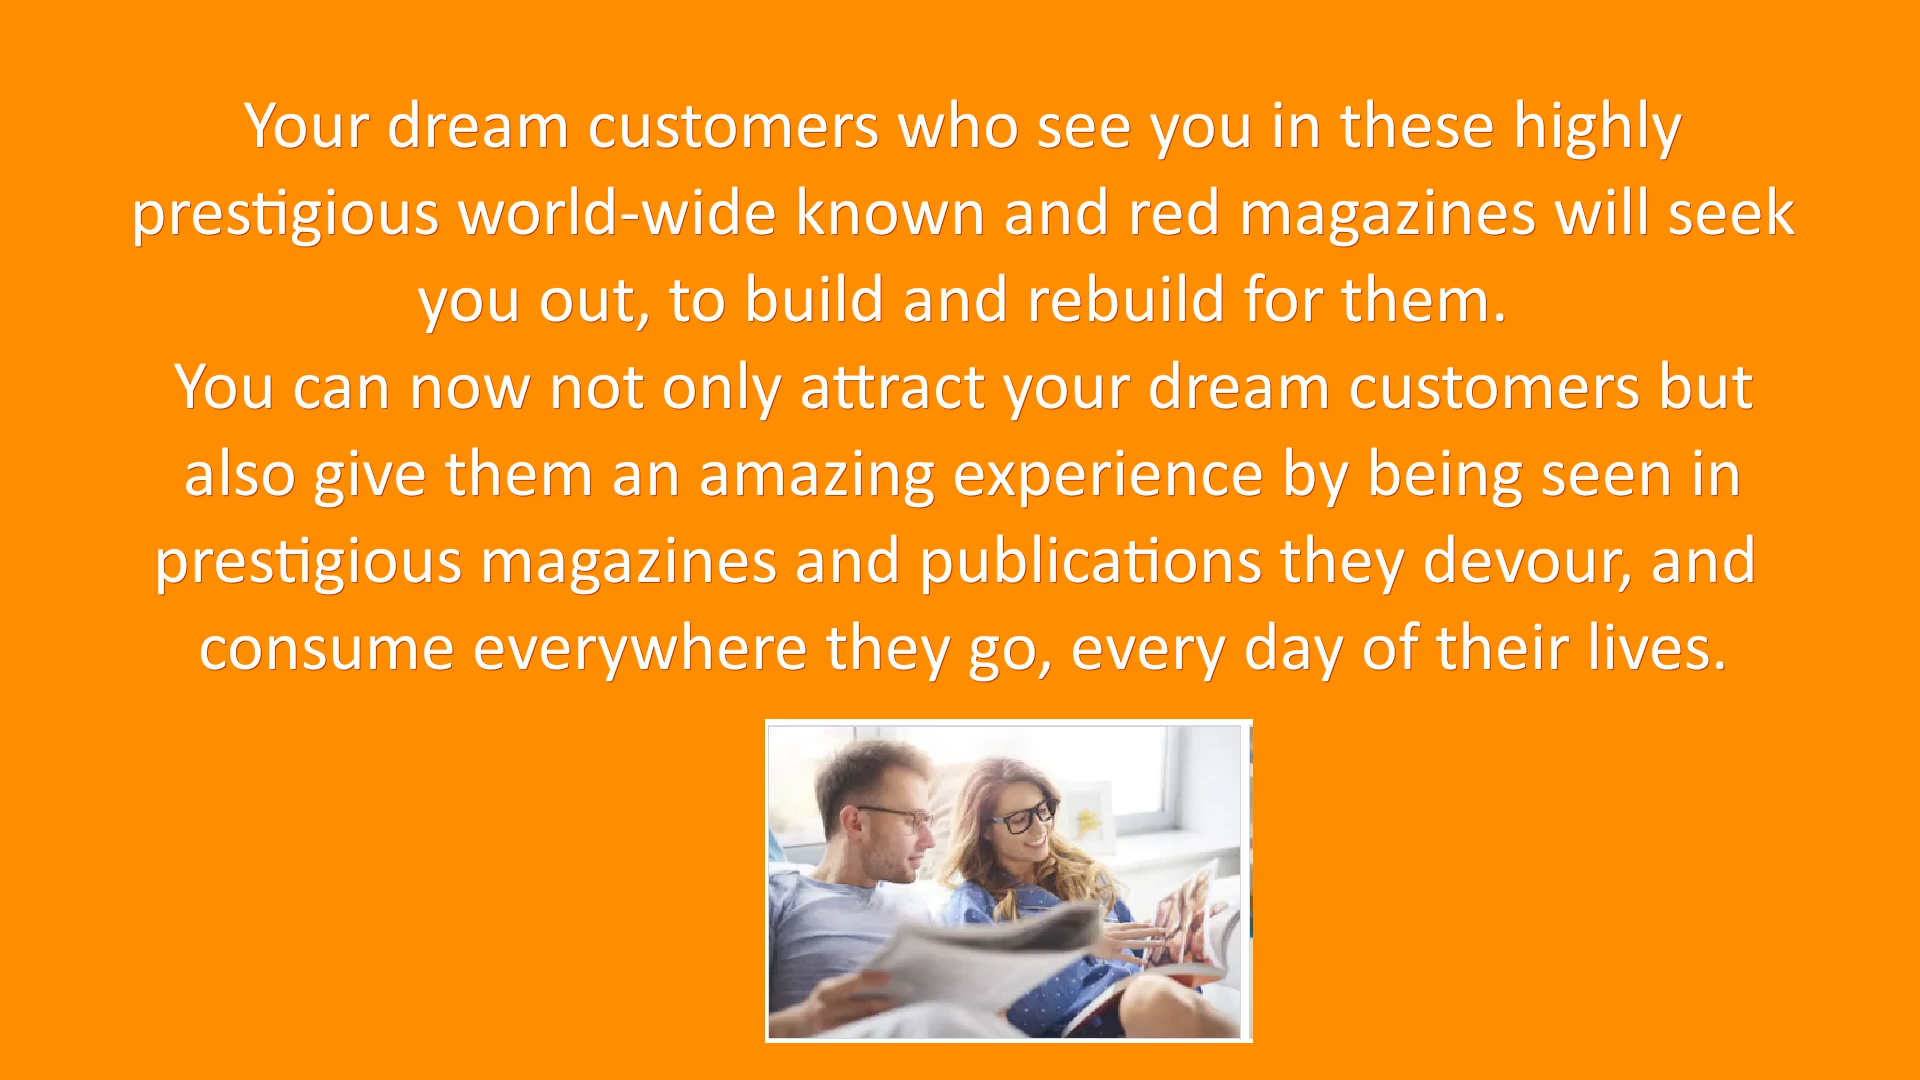 Your dream customers who see you in these highly
prestigious world-wide known and red magazines will seek
you out, to build and rebuild for them.
You can now not only attract your dream customers but
also give them an amazing experience by being seen in
prestigious magazines and publications they devour, and
consume everywhere they go, every day of their lives.